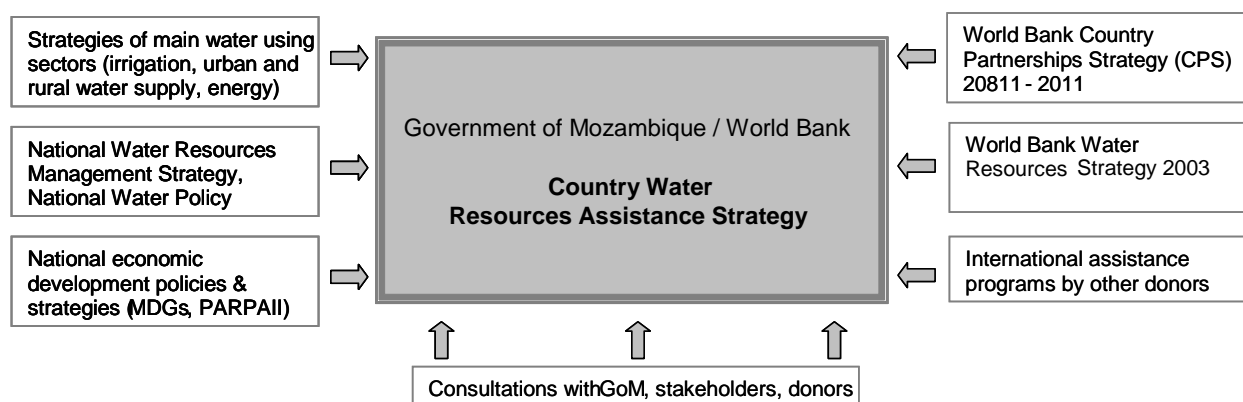 Strategies of main water using
sectors (irrigation, urban and
rural water supply, energy)
National Water Resources
Management Strategy,
National Water Policy
National economic
development policies &
strategies (MDGs, PARPAII)
Government of Mozambique / World Bank
Country Water
Resources Assistance Strategy
World Bank Country
Partnerships Strategy (CPS)
20811 - 2011
World Bank Water
Resources Strategy 2003
International assistance
programs by other donors
Consultations withGoM, stakeholders, donors